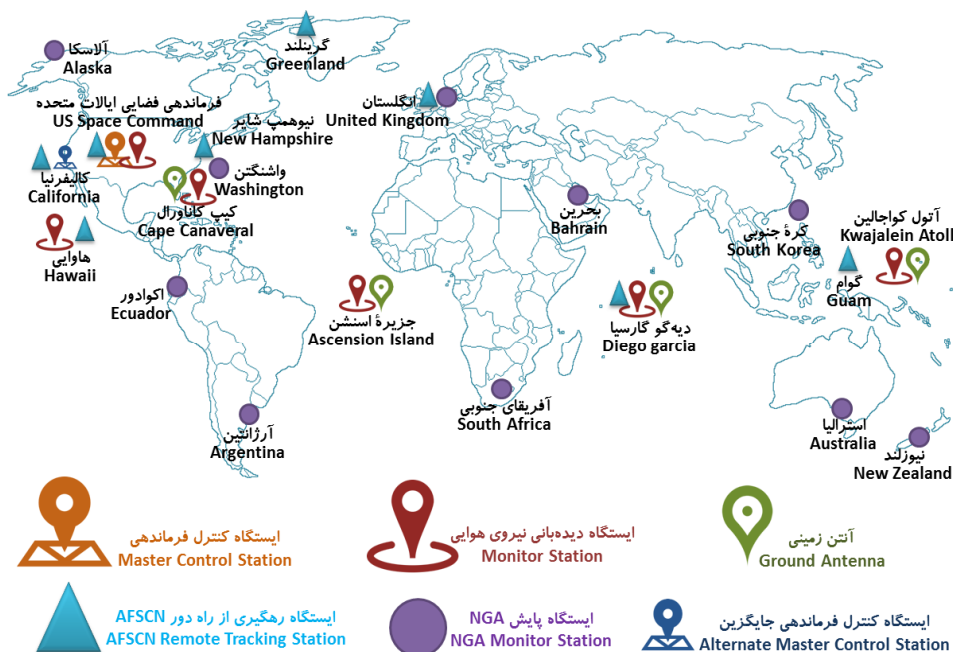 گرینلند
Greenland
آلاسکا
Alaska
فرماندهی فضایی ایالات متحده
US Space Command
نیوهمپ شایر
New Hampshire
انگلستان
United Kingdom
کالیفرنیا
California
واشنگتن
Washington
کیپ کاناورال
Cape Canaveral
هاوایی
Hawaii
بحرین
Bahrain
کرۀ جنوبی
South Korea
آتول کواجالین
Kwajalein Atoll
گوام
Guam
اکوادور
Ecuador
جزیرۀ اسنشن
Ascension Island
دیه‌گو گارسیا
Diego garcia
آفریقای جنوبی
South Africa
آرژانتین
Argentina
استرالیا
Australia
نیوزلند
New Zealand
ایستگاه کنترل فرماندهی
Master Control Station
ایستگاه دیده‌بانی نیروی هوایی
Monitor Station
آنتن زمینی
Ground Antenna
ایستگاه رهگیری از راه دور AFSCN
AFSCN Remote Tracking Station
ایستگاه پایش NGA
NGA Monitor Station
ایستگاه کنترل فرماندهی جایگزین
Alternate Master Control Station